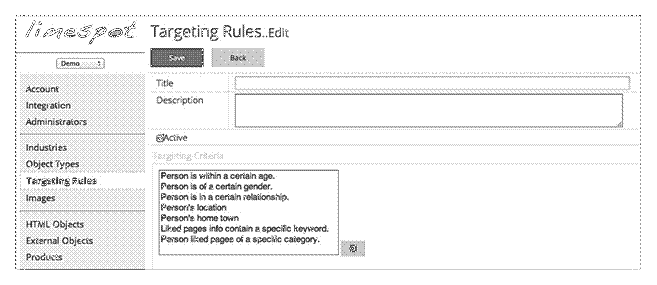 limespot
Targeting Rules..Edit
Demo
Save
Back
Account
Integration
Administrators
Industries
Object Types
Targeting Rules
Images
HTML Objects
External Objects
Products
Title
Description
Active
Targeting Criteria
Person is within a certain age.
Person is of a certain gender.
Person is in a certain relationship.
Person's location
Person's home town
Liked pages info contain a specific keyword.
Person liked pages of a specific category.